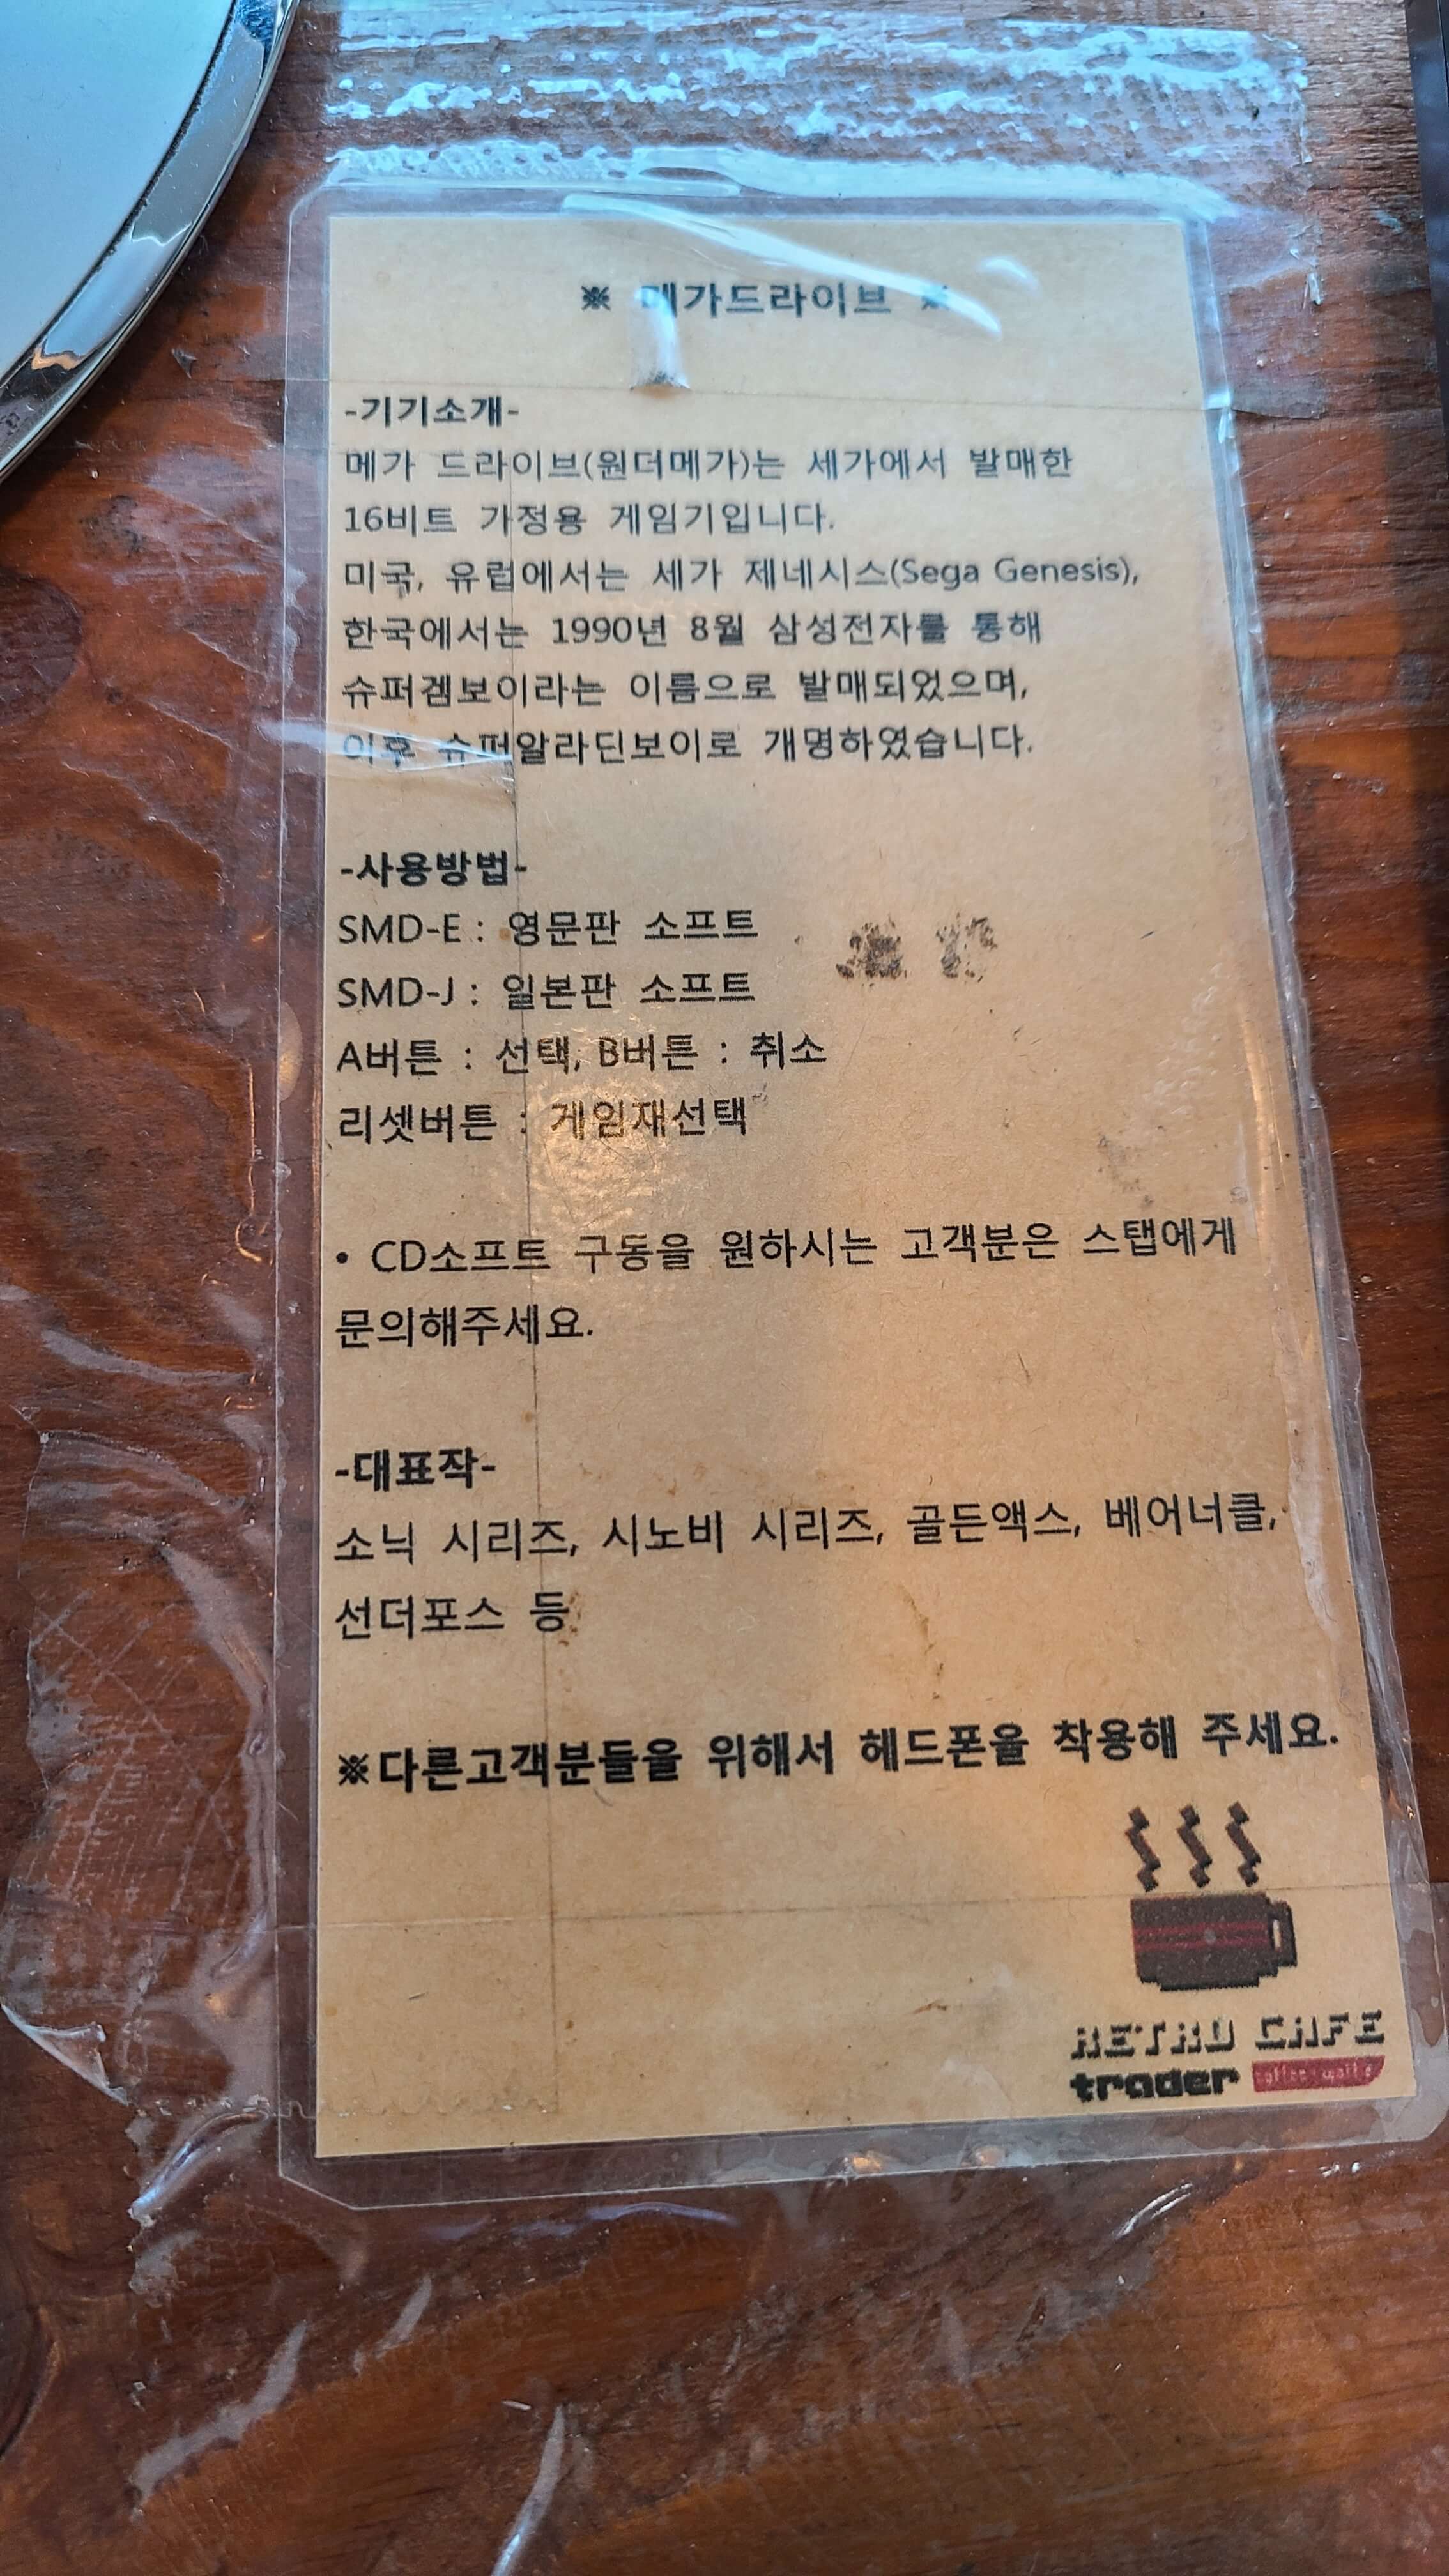 ※ 메가드라이브 ※
-기기소개-
메가 드라이브(원더메가)는 세가에서 발매한
16비트 가정용 게임기입니다.
미국, 유럽에서는 세가 제네시스(Sega Genesis),
한국에서는 1990년 8월 삼성전자를 통해
슈퍼겜보이라는 이름으로 발매되었으며,
이후 슈퍼알라딘보이로 개명하였습니다.
-사용방법-
SMD-E : 영문판 소프트
SMD-J : 일본판 소프트
A버튼 : 선택, B버튼 : 취소
리셋버튼 : 게임재선택
• CD소프트 구동을 원하시는 고객분은 스탭에게
문의해주세요.
-대표작-
소닉 시리즈, 시노비 시리즈, 골든액스, 베어너클,
선더포스 등
※다른고객분들을 위해서 헤드폰을 착용해 주세요.
RETRO CAFE
trader